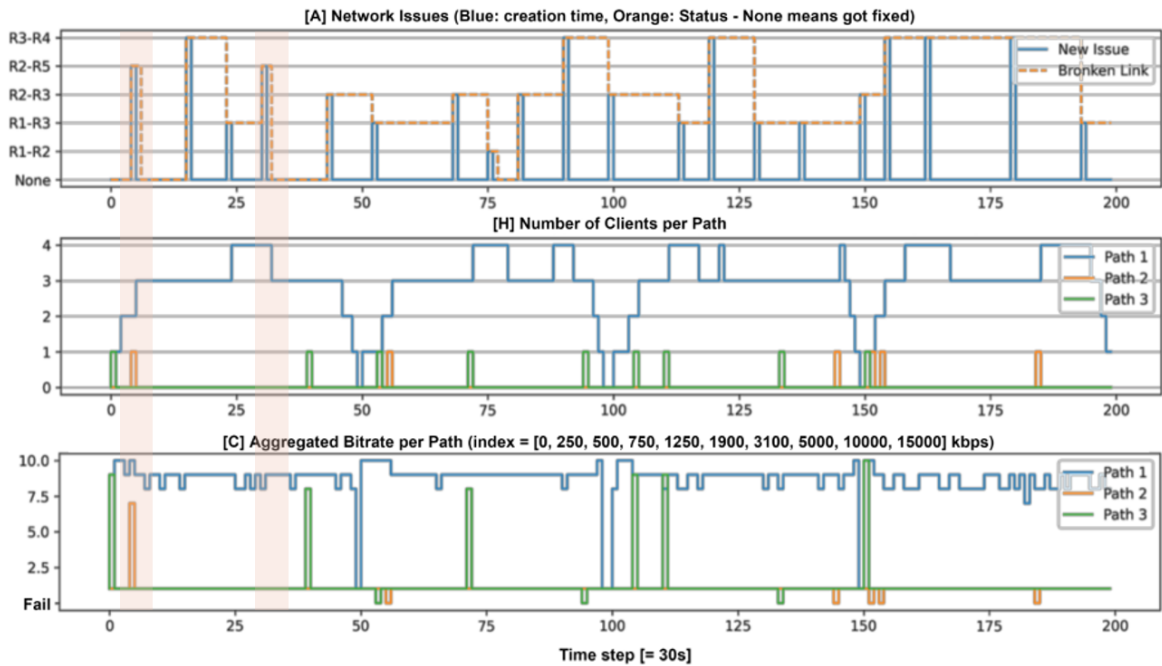 [A] Network Issues (Blue: creation time, Orange: Status - None means got fixed)
R3-R4
R2-R5
R2-R3
R1-R3
R1-R2
None
New Issue
Bronken Link
0 25 50 75 100 125 150 175 200
[H] Number of Clients per Path
4
3
2
1
0
Path 1
Path 2
Path 3
0 25 50 75 100 125 150 175 200
[C] Aggregated Bitrate per Path (index = [0, 250, 500, 750, 1250, 1900, 3100, 5000, 10000, 15000] kbps)
10.0
7.5
5.0
2.5
Fail
Path 1
Path 2
Path 3
0 25 50 75 100 125 150 175 200
Time step [= 30s]